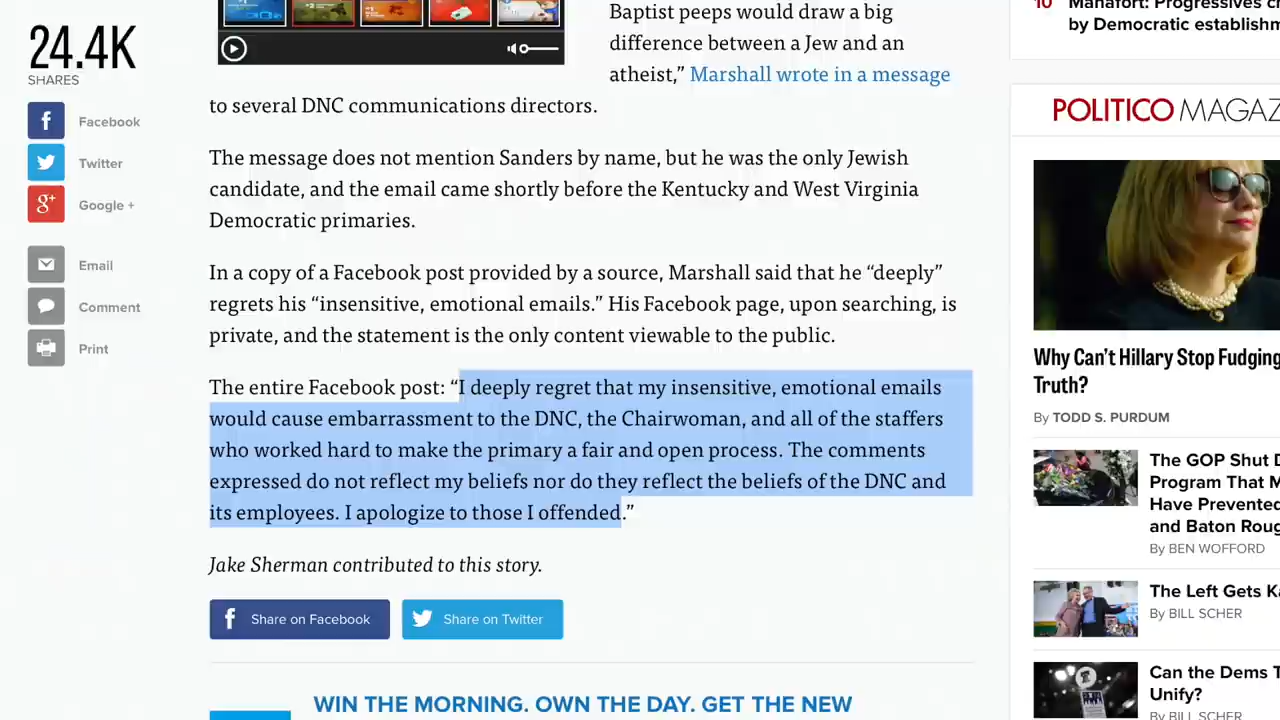 24.4K
SHARES
Facebook
Twitter
Google +
Email
Comment
Print
Baptist peeps would draw a big
difference between a Jew and an
atheist,” Marshall wrote in a message
to several DNC communications directors.
The message does not mention Sanders by name, but he was the only Jewish
candidate, and the email came shortly before the Kentucky and West Virginia
Democratic primaries.
In a copy of a Facebook post provided by a source, Marshall said that he “deeply”
regrets his “insensitive, emotional emails.” His Facebook page, upon searching, is
private, and the statement is the only content viewable to the public.
The entire Facebook post: “I deeply regret that my insensitive, emotional emails
would cause embarrassment to the DNC, the Chairwoman, and all of the staffers
who worked hard to make the primary a fair and open process. The comments
expressed do not reflect my beliefs nor do they reflect the beliefs of the DNC and
its employees. I apologize to those I offended.”
Jake Sherman contributed to this story.
Share on Facebook
Share on Twitter
WIN THE MORNING. OWN THE DAY. GET THE NEW
10 Manafort: Progressives
by Democratic
POLITICO MAGAZ
Why Can't Hillary Stop Fudging
Truth?
By TODD S. PURDUM
The GOP Shut D
Program That M
Have Prevented
and Baton Roug
By BEN WOFFORD
The Left Gets Ka
By BILL SCHER
Can the Dems T
Unify?
By BILL SCHER